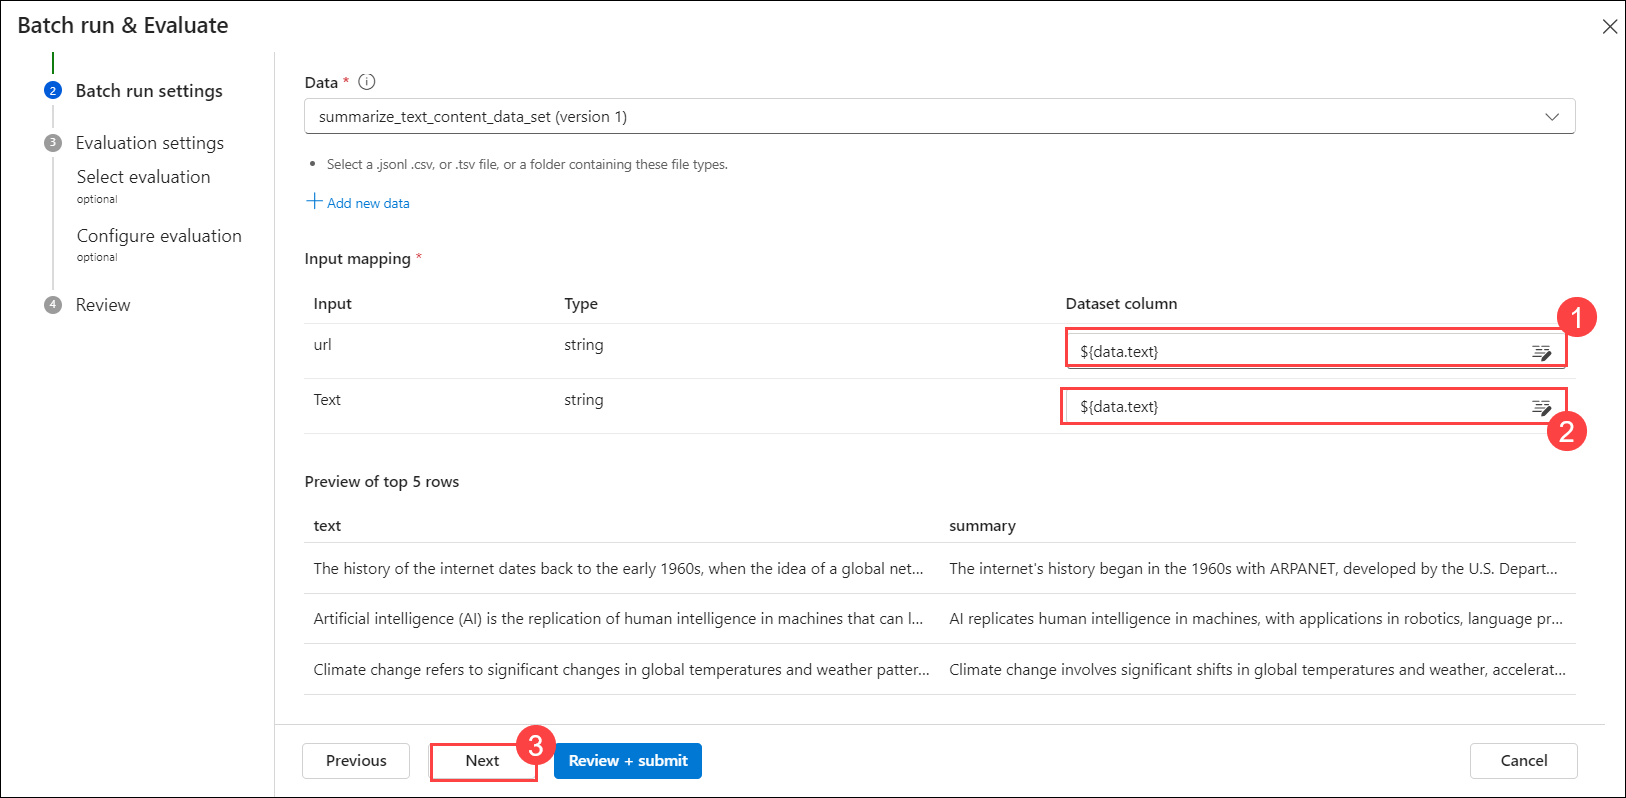 Batch run & Evaluate
2 Batch run settings
3 Evaluation settings
Select evaluation
optional
Configure evaluation
optional
4 Review
Data *
summarize_text_content_data_set (version 1)
• Select a .jsonl .csv, or .tsv file, or a folder containing these file types.
+ Add new data
Input mapping *
Input Type Dataset column
1
url string ${data.text}
Text string ${data.text}
2
Preview of top 5 rows
text summary
The history of the internet dates back to the early 1960s, when the idea of a global net... The internet's history began in the 1960s with ARPANET, developed by the U.S. Depart...
Artificial intelligence (AI) is the replication of human intelligence in machines that can l... AI replicates human intelligence in machines, with applications in robotics, language pr...
Climate change refers to significant changes in global temperatures and weather patter... Climate change involves significant shifts in global temperatures and weather, accelerat...
3
Previous Next Review + submit Cancel